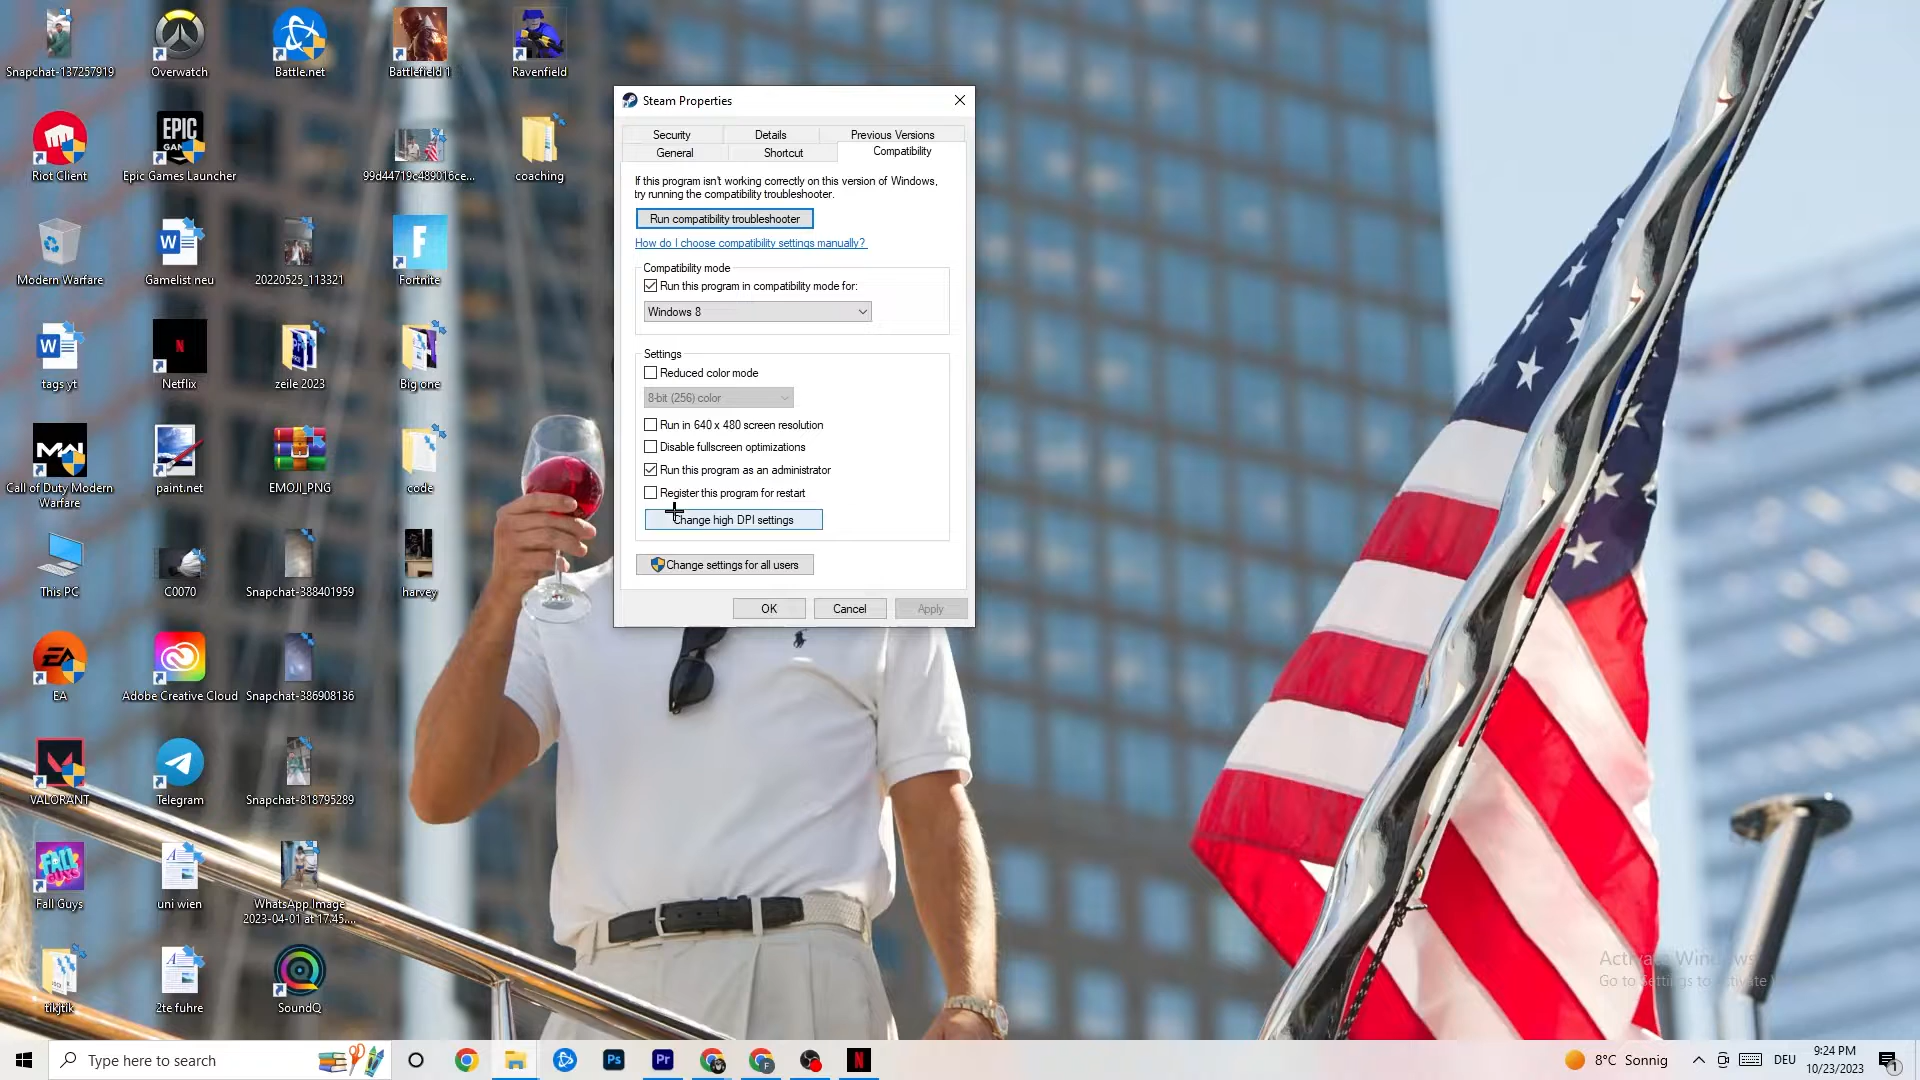 Snapchat-137257919
Overwatch
Battle.net
Battlefield 1
Ravenfield
Riot Client
EPIC
Epic Games Launcher
99d44719c489016ce...
coaching
Modern Warfare
Gamelist neu
20220525_113321
Fortnite
tags yt
Netflix
zeile 2023
Big one
Call of Duty Modern
Warfare
paint.net
EMOJI_PNG
code
This PC
C0070
Snapchat-388401959
harvey
EA
Adobe Creative Cloud
Snapchat-386908136
VALORANT
Telegram
Snapchat-818795289
FALL
GUYS
Fall Guys
uni wien
WhatsApp Image
2023-04-01 at 17.45....
tikjtik
2te fuhre
SoundQ
Steam Properties
Security
Details
Previous Versions
General
Shortcut
Compatibility
If this program isn't working correctly on this version of Windows,
try running the compatibility troubleshooter.
Run compatibility troubleshooter
How do I choose compatibility settings manually?
Compatibility mode
Run this program in compatibility mode for:
Windows 8
Settings
Reduced color mode
8-bit (256) color
Run in 640 x 480 screen resolution
Disable fullscreen optimizations
Run this program as an administrator
Register this program for restart
Change high DPI settings
Change settings for all users
OK
Cancel
Apply
Activate Windows
Go to Settings to activate
Type here to search
Ps
Pr
8°C Sonnig
DEU
9:24 PM
10/23/2023
1